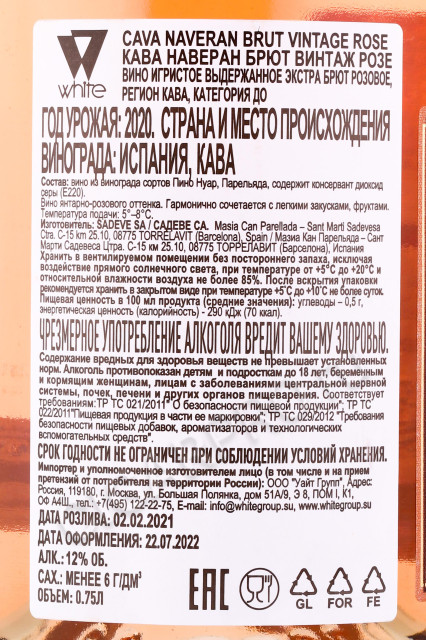 white
CAVA NAVERAN BRUT VINTAGE ROSE
КАВА НАВЕРАН БРЮТ ВИНТАЖ РОЗЕ
ВИНО ИГРИСТОЕ ВЫДЕРЖАННОЕ ЭКСТРА БРЮТ РОЗОВОЕ,
РЕГИОН КАВА, КАТЕГОРИЯ DO
ГОД УРОЖАЯ: 2020. СТРАНА И МЕСТО ПРОИСХОЖДЕНИЯ
ВИНОГРАДА: ИСПАНИЯ, КАВА
Состав: вино из винограда сортов Пино Нуар, Парельяда, содержит консервант диоксид
серы (Е220).
Вино янтарно-розового оттенка. Гармонично сочетается с легкими закусками, фруктами.
Температура подачи: 5°–8°С.
Изготовитель: SADEVE SA / САДЕВЕ СА. Masia Can Parellada – Sant Marti Sadevesa
Ctra. C-15 km 25.10, 08775 TORRELAVIT (Barcelona), Spain / Мазиа Кан Парельада – Сант
Марти Садевеса Цтра. С-15 км 25.10, 08775 ТОРРЕЛАВИТ (Барселона), Испания
Хранить в вентилируемом помещении без постороннего запаха, исключая
воздействие прямого солнечного света, при температуре от +5°С до +20°С и
относительной влажности воздуха не более 85%. После вскрытия упаковки
рекомендуется хранить в закрытом виде при температуре +5°С до +10°С не более суток.
Пищевая ценность в 100 мл продукта (средние значения): углеводы – 0,5 г,
энергетическая ценность (калорийность) - 290 кДж (70 ккал).
ЧРЕЗМЕРНОЕ УПОТРЕБЛЕНИЕ АЛКОГОЛЯ ВРЕДИТ ВАШЕМУ ЗДОРОВЬЮ.
Содержание вредных для здоровья веществ не превышает установленных
норм. Алкоголь противопоказан детям и подросткам до 18 лет, беременным
и кормящим женщинам, лицам с заболеваниями центральной нервной
системы, почек, печени и других органов пищеварения. Соответствует
требованиям: ТР ТС 021/2011" О безопасности пищевой продукции"; ТР ТС
022/2011"Пищевая продукция в части ее маркировки"; ТР ТС 029/2012 "Требования
безопасности пищевых добавок, ароматизаторов и технологических
вспомогательных средств".
СРОК ГОДНОСТИ НЕ ОГРАНИЧЕН ПРИ СОБЛЮДЕНИИ УСЛОВИЙ ХРАНЕНИЯ.
Импортер и уполномоченное изготовителем лицо (в том числе и на прием
претензий от потребителя на территории России): ООО "Уайт Групп". Адрес:
Россия, 119180, г. Москва, ул. Большая Полянка, дом 51А/9, Э 8, ПОМ I, К1,
ОФ А4Ш., тел.:+7(495) 122-22-75, E-mail: info@whitegroup.su www.whitegroup.su
ДАТА РОЗЛИВА: 02.02.2021
ДАТА ОФОРМЛЕНИЯ: 22.07.2022
АЛК.: 12% ОБ.
САХ.: МЕНЕЕ 6 Г/ДМ³
ОБЪЕМ: 0.75Л
EAC
GL FOR FE